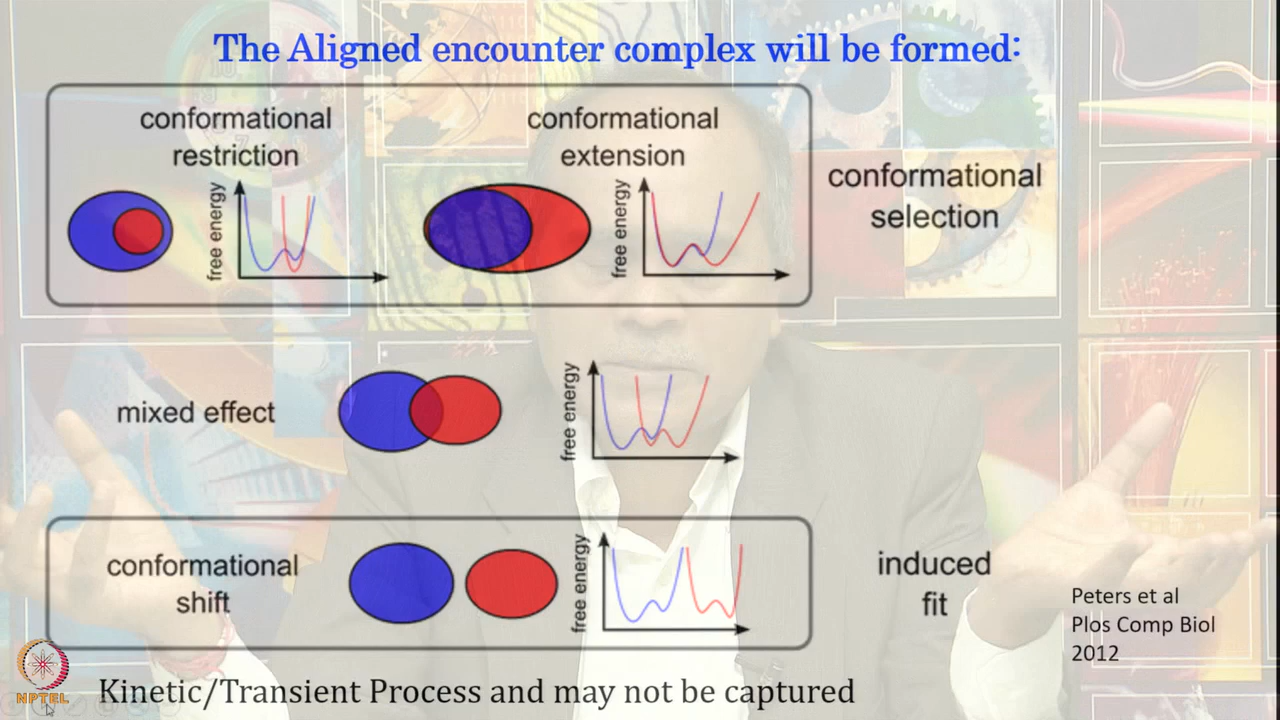 The Aligned encounter complex will be formed:
conformational
restriction
free energy
conformational
extension
free energy
conformational
selection
mixed effect
free energy
conformational
shift
free energy
induced
fit
Peters et al
Plos Comp Biol
2012
NPTEL
Kinetic/Transient Process and may not be captured